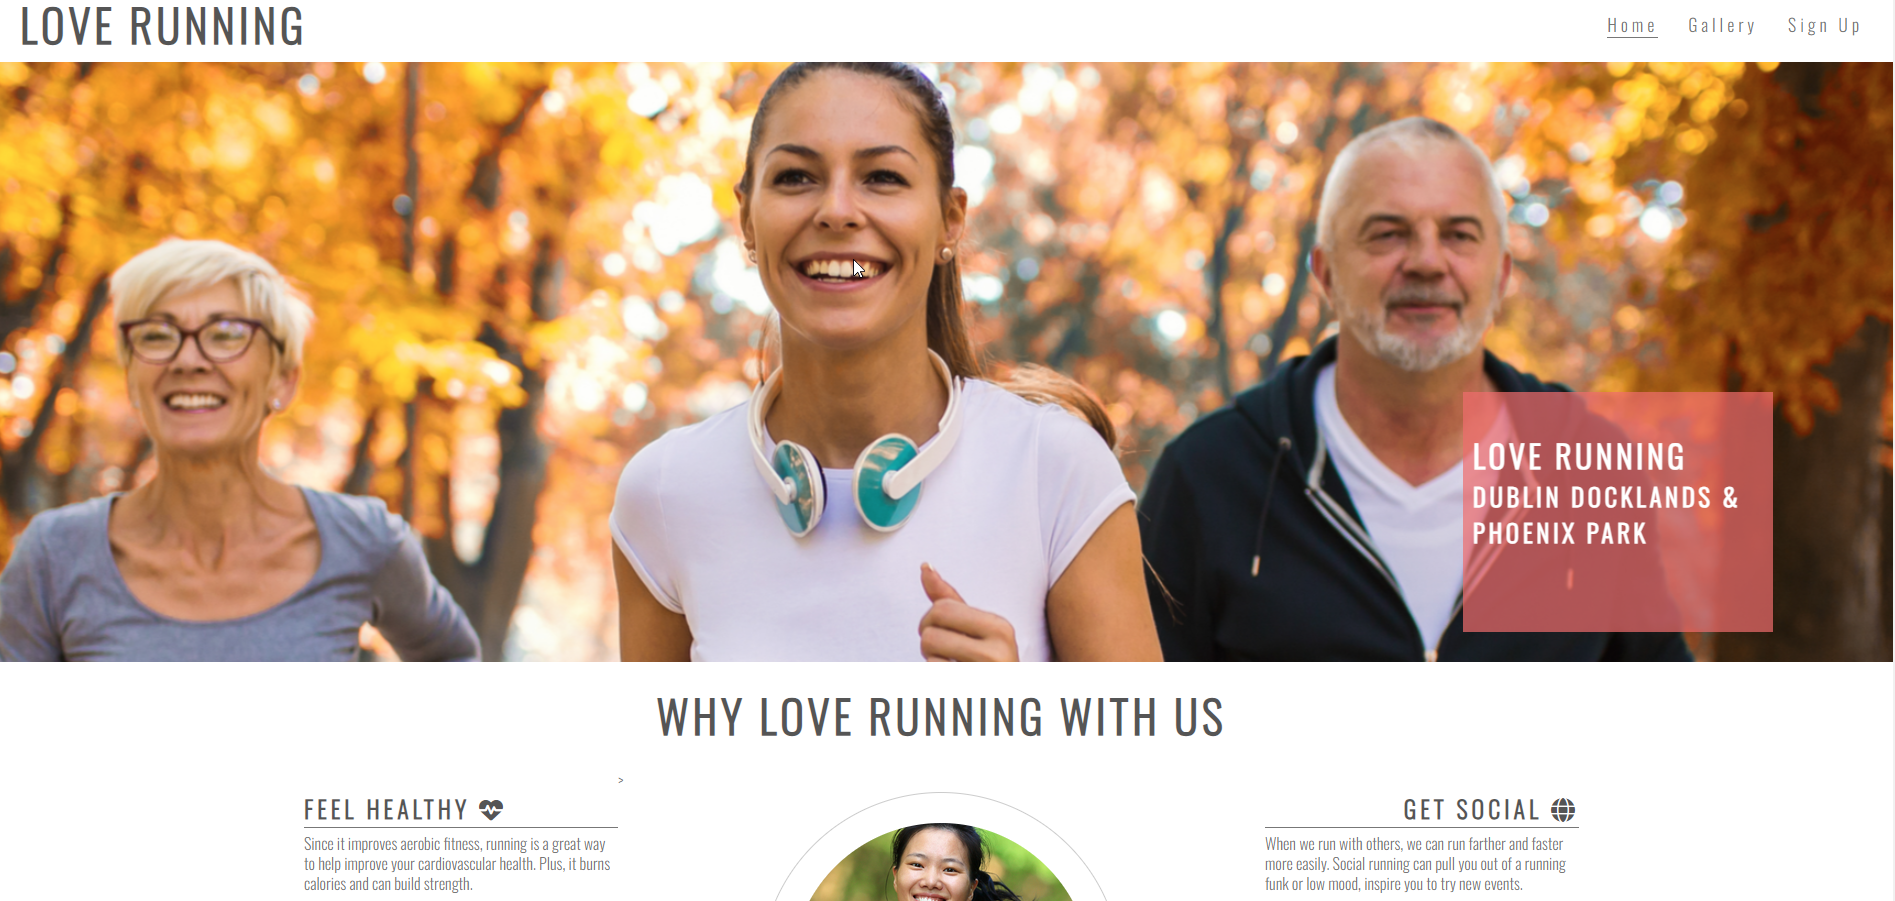 LOVE RUNNING
Home Gallery Sign Up
LOVE RUNNING
DUBLIN DOCKLANDS &
PHOENIX PARK
WHY LOVE RUNNING WITH US
>
FEEL HEALTHY
Since it improves aerobic fitness, running is a great way
to help improve your cardiovascular health. Plus, it burns
calories and can build strength.
GET SOCIAL
When we run with others, we can run farther and faster
more easily. Social running can pull you out of a running
funk or low mood, inspire you to try new events.